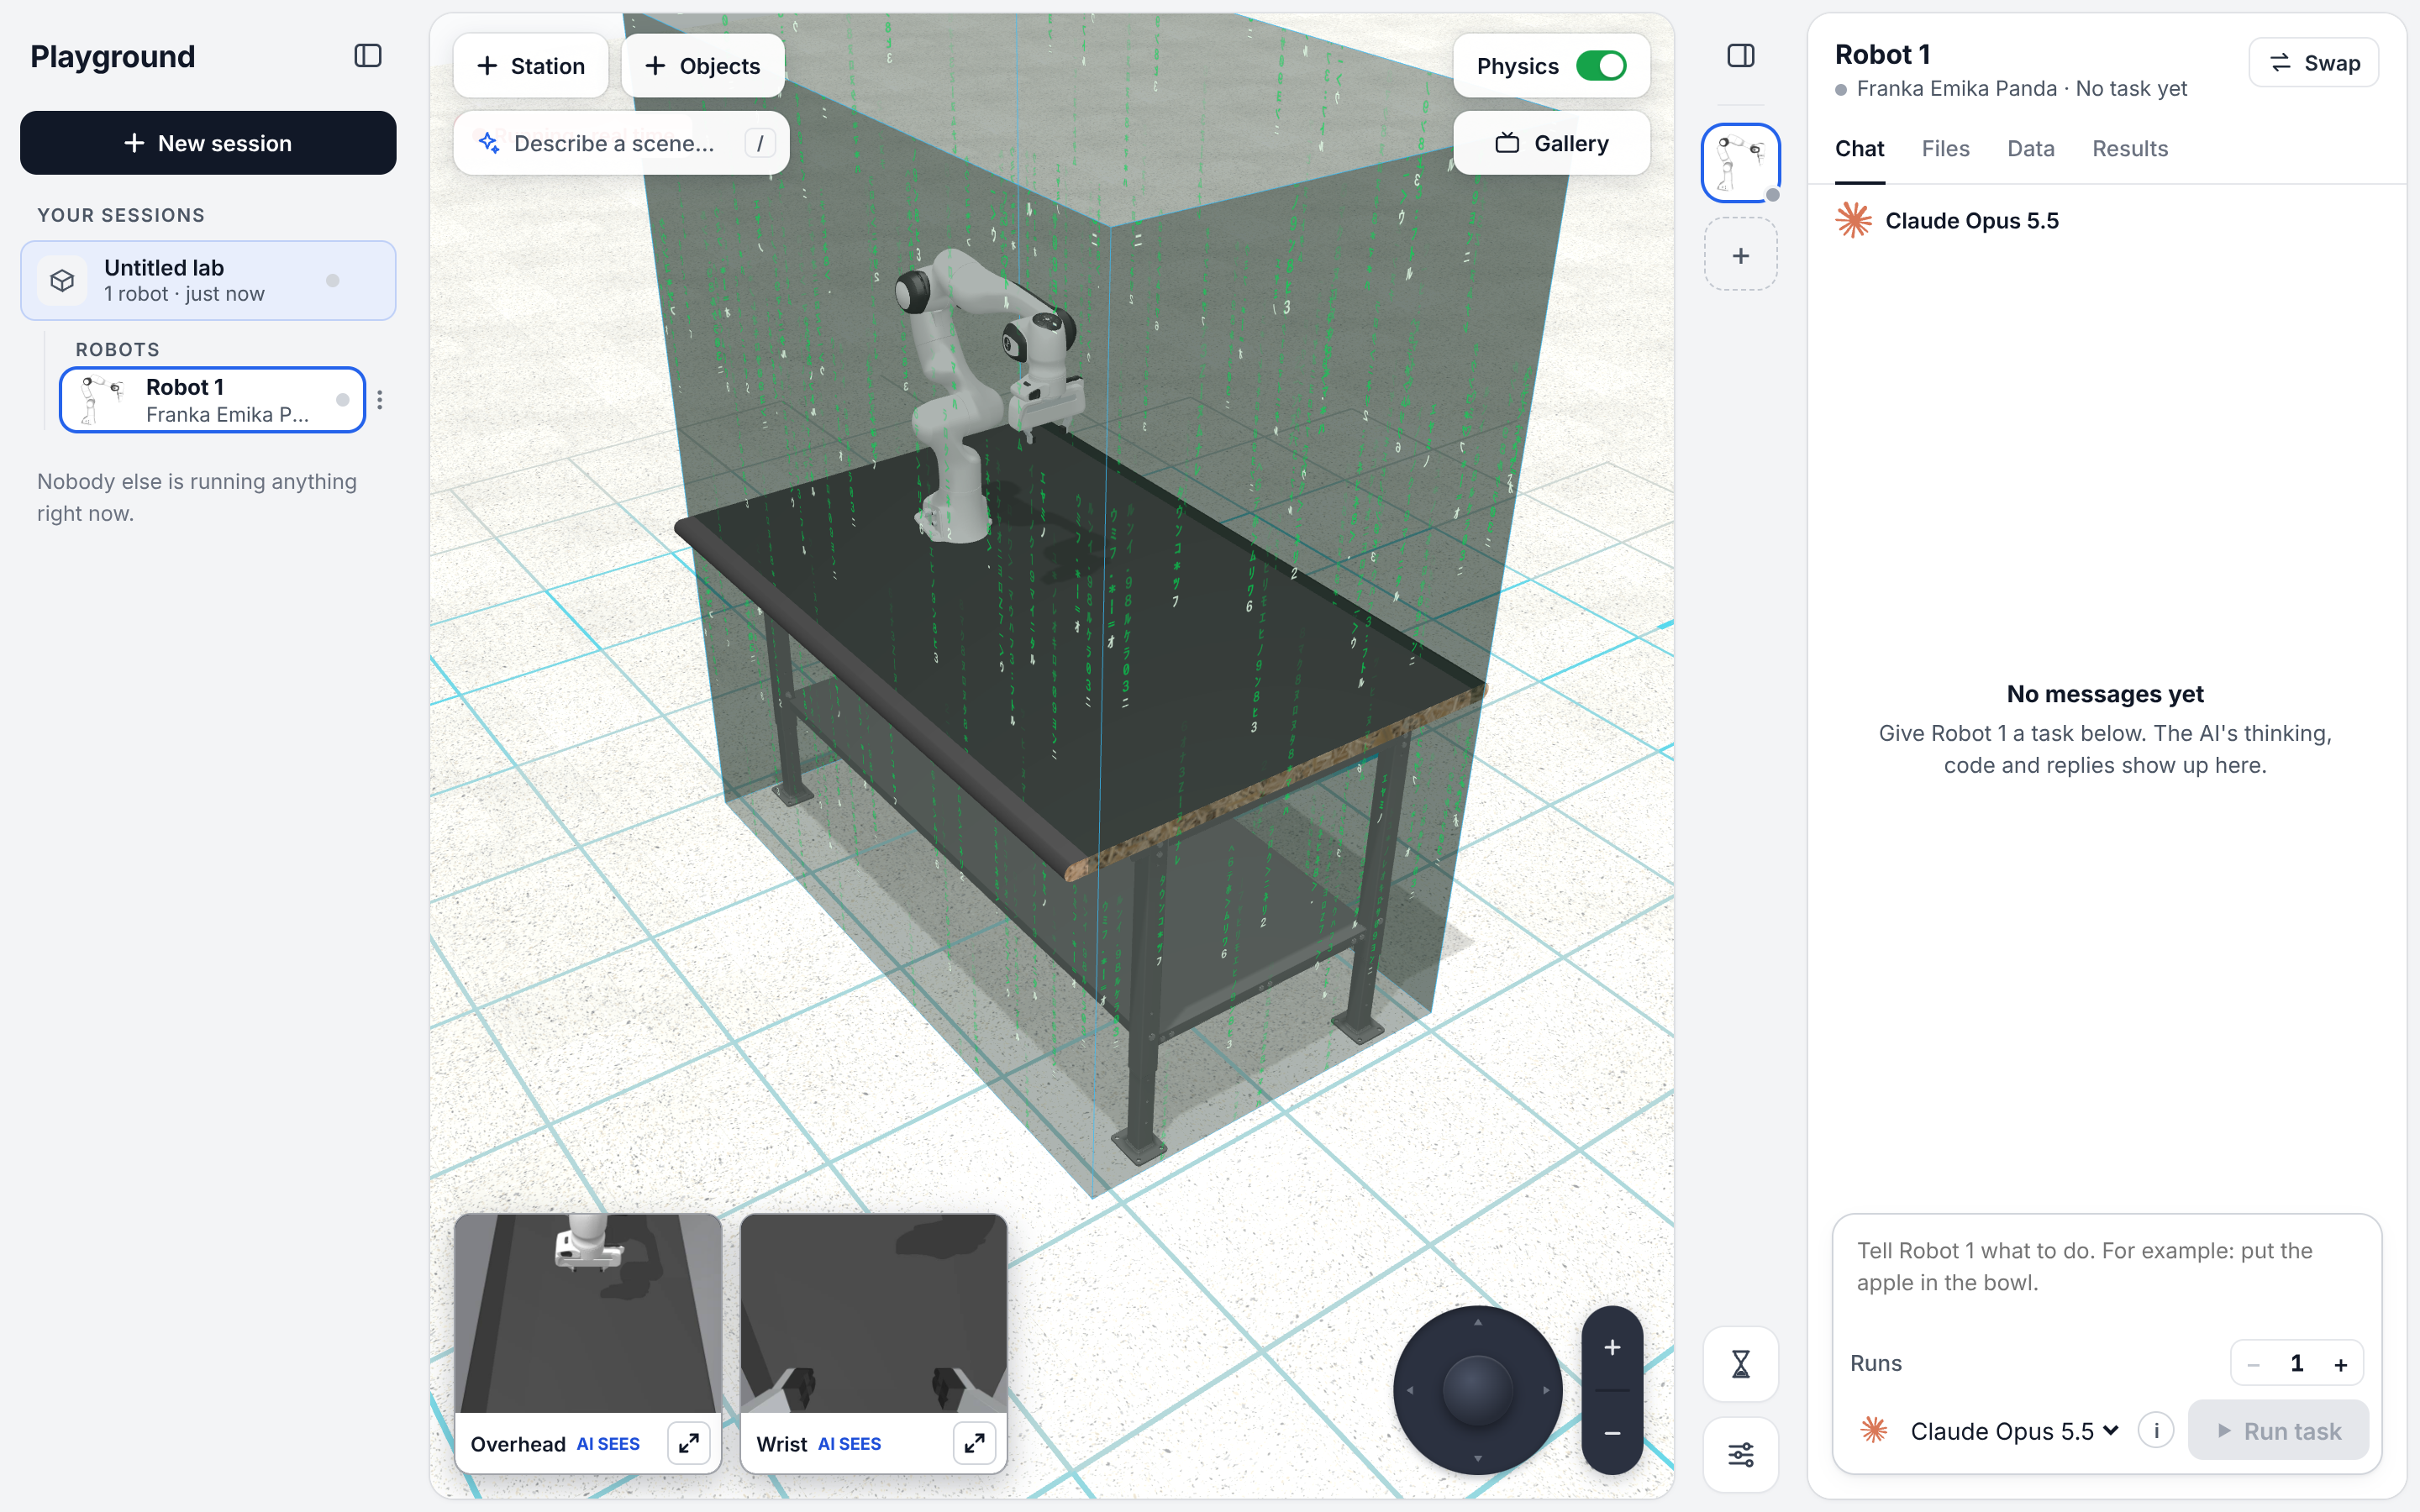 Playground
New session
YOUR SESSIONS
Untitled lab
1 robot · just now
ROBOTS
Robot 1
Franka Emika P...
Nobody else is running anything
right now.
Station
Objects
Describe a scene...
/
Physics
Gallery
Overhead
AI SEES
Wrist
AI SEES
Robot 1
Franka Emika Panda · No task yet
Swap
Chat
Files
Data
Results
Claude Opus 5.5
No messages yet
Give Robot 1 a task below. The AI's thinking,
code and replies show up here.
Tell Robot 1 what to do. For example: put the
apple in the bowl.
Runs
1
Claude Opus 5.5
Run task